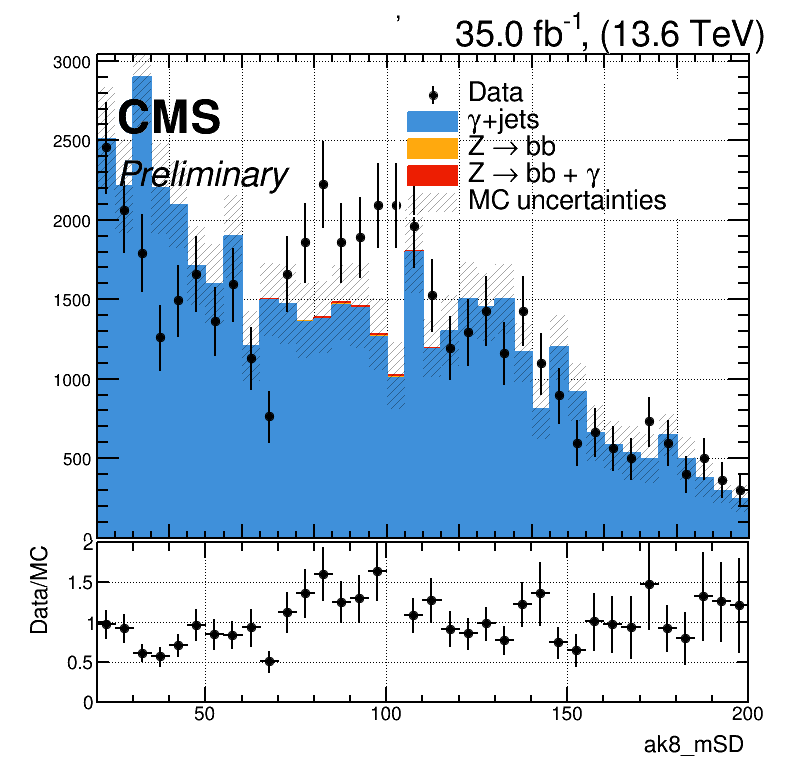 ,
35.0 fb-1, (13.6 TeV)
3000
CMS
Data
γ+jets
2500
Z → bb
Preliminary
Z → bb + γ
MC uncertainties
2000
1500
1000
500
0
Data/MC
2
1.5
1
0.5
0
50
100
150
200
ak8_mSD